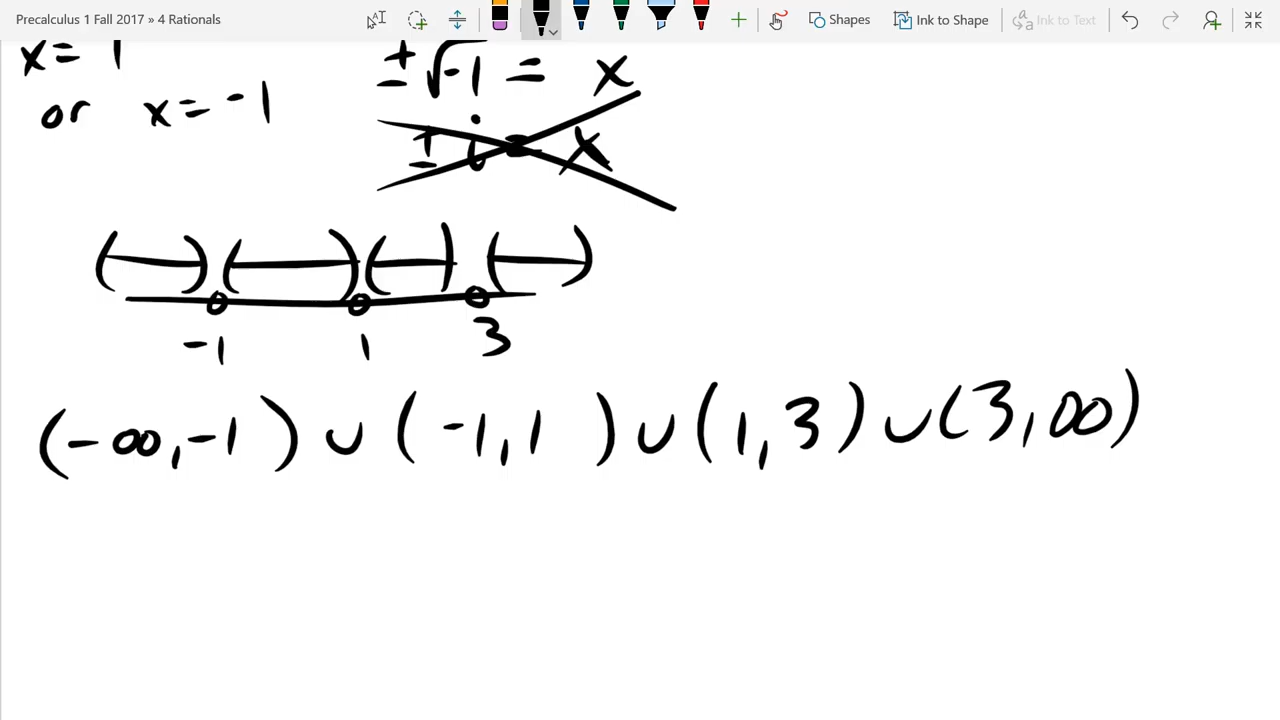 Precalculus 1 Fall 2017 » 4 Rationals
Shapes
Ink to Shape
Ink to Text
x = 1
or x = -1
± √-1 = x
± i = x
-1 1 3
(-∞, -1) ∪ (-1, 1) ∪ (1, 3) ∪ (3, ∞)